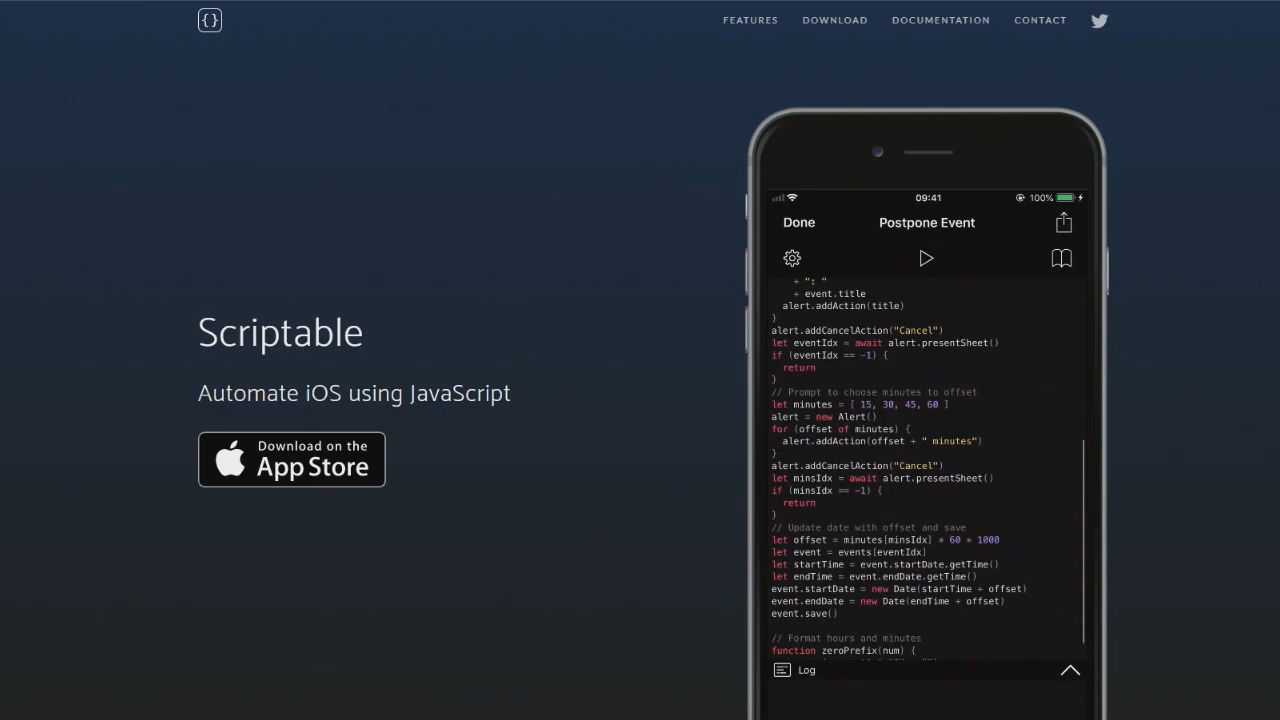 {}
FEATURES DOWNLOAD DOCUMENTATION CONTACT
Scriptable
Automate iOS using JavaScript
Download on the
App Store
09:41
100%
Done
Postpone Event
+ ": "
+ event.title
alert.addAction(title)
}
alert.addCancelAction("Cancel")
let eventIdx = await alert.presentSheet()
if (eventIdx == -1) {
return
}
// Prompt to choose minutes to offset
let minutes = [ 15, 30, 45, 60 ]
alert = new Alert()
for (offset of minutes) {
alert.addAction(offset + " minutes")
}
alert.addCancelAction("Cancel")
let minsIdx = await alert.presentSheet()
if (minsIdx == -1) {
return
}
// Update date with offset and save
let offset = minutes[minsIdx] * 60 * 1000
let event = events[eventIdx]
let startTime = event.startDate.getTime()
let endTime = event.endDate.getTime()
event.startDate = new Date(startTime + offset)
event.endDate = new Date(endTime + offset)
event.save()
// Format hours and minutes
function zeroPrefix(num) {
Log